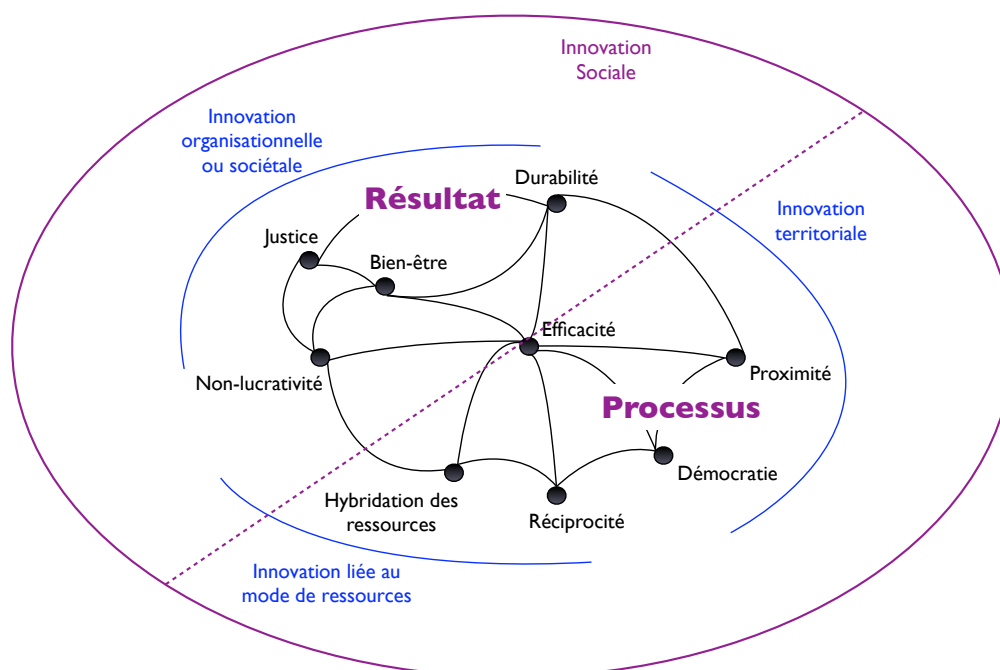 Innovation
Sociale
Innovation
organisationnelle
ou sociétale
Durabilité
Résultat
Innovation
territoriale
Justice
Bien-être
Efficacité
Proximité
Non-lucrativité
Processus
Démocratie
Hybridation des
ressources
Réciprocité
Innovation liée au
mode de ressources